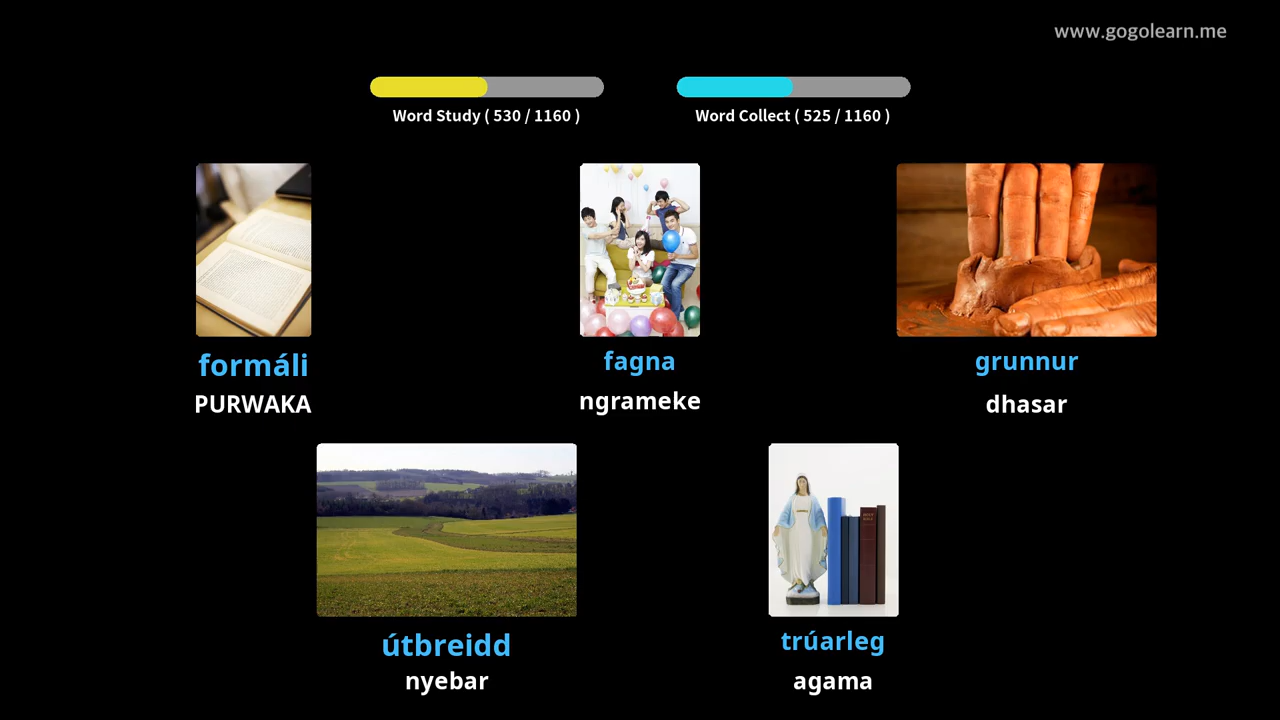 www.gogolearn.me
Word Study ( 530 / 1160 )
Word Collect ( 525 / 1160 )
formáli
PURWAKA
fagna
ngrameke
grunnur
dhasar
útbreidd
nyebar
trúarleg
agama